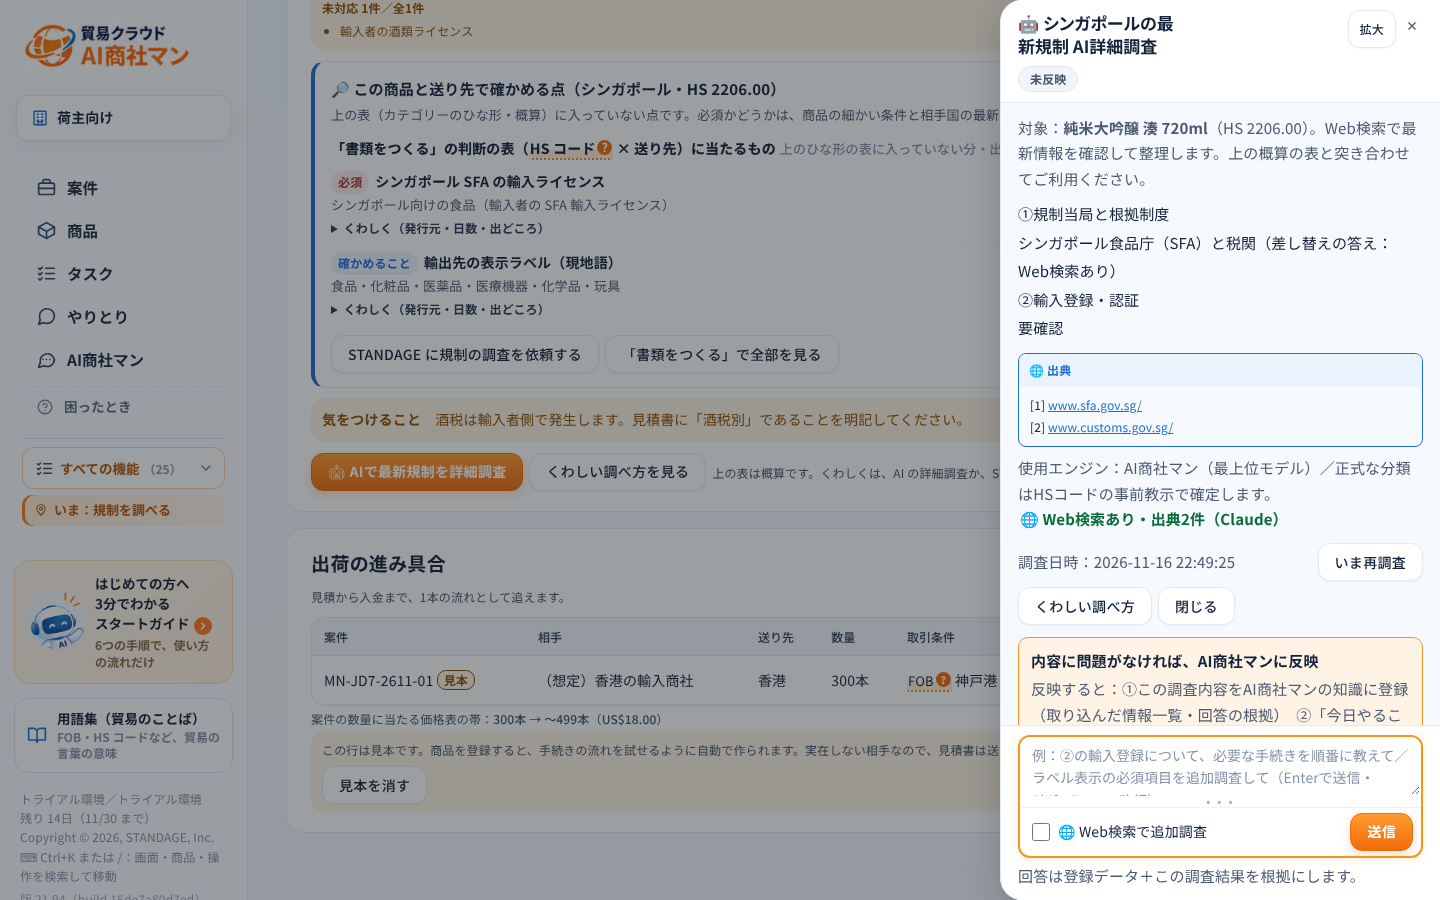 貿易クラウド
AI商社マン
荷主向け
案件
商品
タスク
やりとり
AI商社マン
困ったとき
すべての機能 （25）
いま：規制を調べる
はじめての方へ
3分でわかる
スタートガイド
6つの手順で、使い方
の流れだけ
AI
用語集（貿易のことば）
FOB・HS コードなど、貿易の
言葉の意味
トライアル環境／トライアル環境
残り 14日（11/30 まで）
Copyright © 2026, STANDAGE, Inc.
Ctrl+K または /：画面・商品・操
作を検索して移動
未対応 1件／全1件
輸入者の酒類ライセンス
この商品と送り先で確かめる点（シンガポール・HS 2206.00）
上の表（カテゴリーのひな形・概算）に入っていない点です。必須かどうかは、商品の細かい条件と相手国の最新
「書類をつくる」の判断の表（HS コード? × 送り先）に当たるもの 上のひな形の表に入っていない分・出
必須 シンガポール SFA の輸入ライセンス
シンガポール向けの食品（輸入者の SFA 輸入ライセンス）
くわしく（発行元・日数・出どころ）
確かめること 輸出先の表示ラベル（現地語）
食品・化粧品・医薬品・医療機器・化学品・玩具
くわしく（発行元・日数・出どころ）
STANDAGE に規制の調査を依頼する 「書類をつくる」で全部を見る
気をつけること 酒税は輸入者側で発生します。見積書に「酒税別」であることを明記してください。
AIで最新規制を詳細調査 くわしい調べ方を見る 上の表は概算です。くわしくは、AI の詳細調査か、S
出荷の進み具合
見積から入金まで、1本の流れとして追えます。
案件 相手 送り先 数量 取引条件
MN-JD7-2611-01 見本 （想定）香港の輸入商社 香港 300本 FOB? 神戸港
案件の数量に当たる価格表の帯：300本 → 〜499本（US$18.00）
この行は見本です。商品を登録すると、手続きの流れを試せるように自動で作られます。実在しない相手なので、見積書は送
見本を消す
シンガポールの最
新規制 AI詳細調査
拡大 ×
未反映
対象：純米大吟醸 湊 720ml（HS 2206.00）。Web検索で最
新情報を確認して整理します。上の概算の表と突き合わせ
てご利用ください。
①規制当局と根拠制度
シンガポール食品庁（SFA）と税関（差し替えの答え：
Web検索あり）
②輸入登録・認証
要確認
出典
[1] www.sfa.gov.sg/
[2] www.customs.gov.sg/
使用エンジン：AI商社マン（最上位モデル）／正式な分類
はHSコードの事前教示で確定します。
Web検索あり・出典2件（Claude）
調査日時：2026-11-16 22:49:25 いま再調査
くわしい調べ方 閉じる
内容に問題がなければ、AI商社マンに反映
反映すると：①この調査内容をAI商社マンの知識に登録
（取り込んだ情報一覧・回答の根拠） ②「今日やるこ
例：②の輸入登録について、必要な手続きを順番に教えて／
ラベル表示の必須項目を追加調査して（Enterで送信・
Web検索で追加調査 送信
回答は登録データ＋この調査結果を根拠にします。